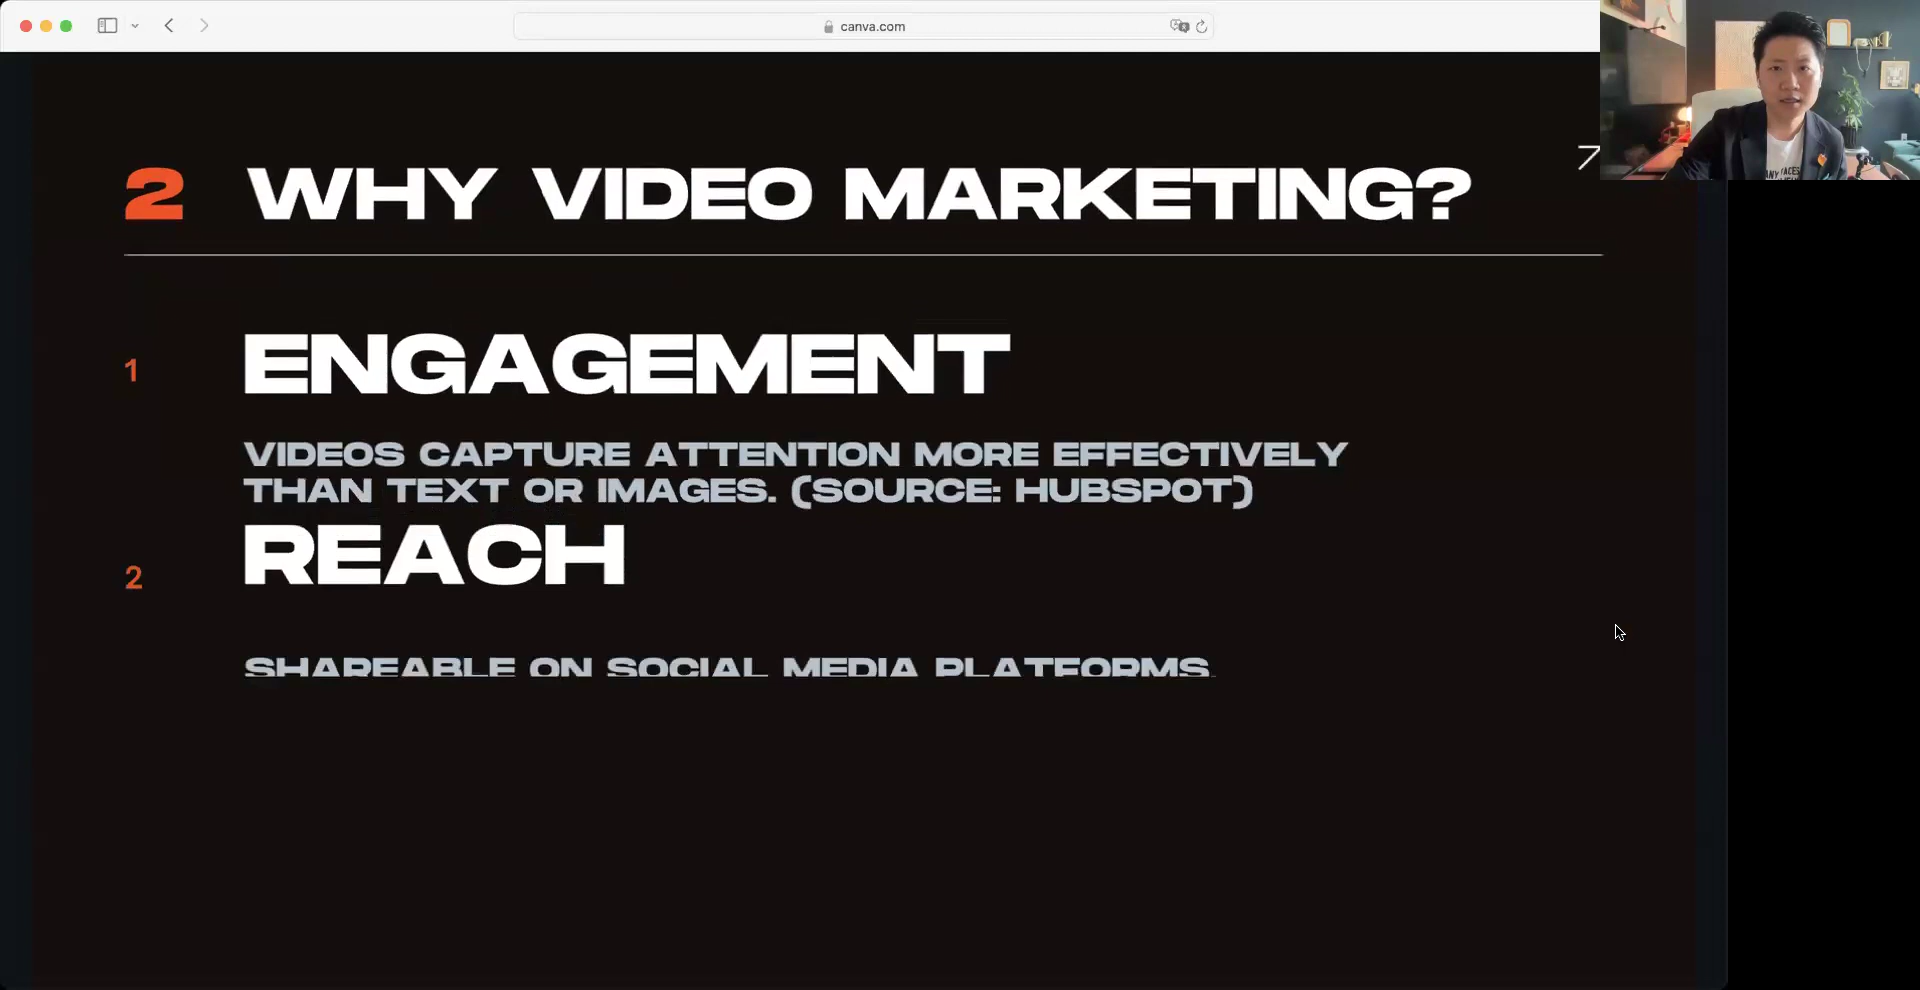 canva.com
2 WHY VIDEO MARKETING?
1 ENGAGEMENT
VIDEOS CAPTURE ATTENTION MORE EFFECTIVELY
THAN TEXT OR IMAGES. (SOURCE: HUBSPOT)
2 REACH
SHAREABLE ON SOCIAL MEDIA PLATFORMS.